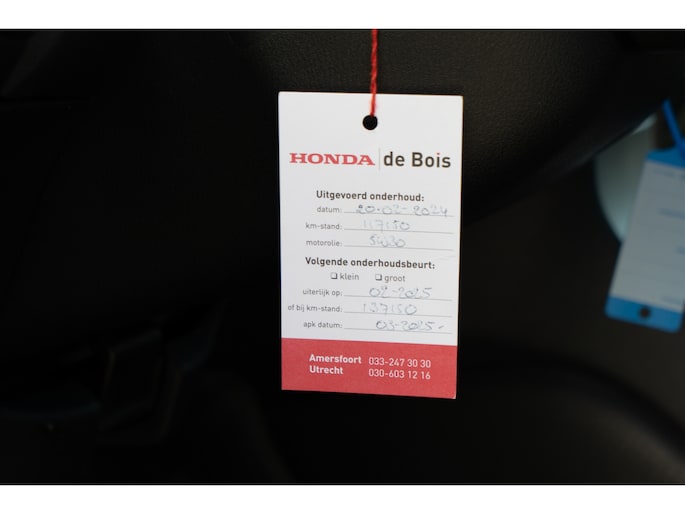 HONDA de Bois
Uitgevoerd onderhoud:
datum: 20-02-2024
km-stand: 117150
motorolie: 5W30
Volgende onderhoudsbeurt:
klein groot
uiterlijk op: 02-2025
of bij km-stand: 137150
apk datum: 03-2025-
Amersfoort 033-247 30 30
Utrecht 030-603 12 16